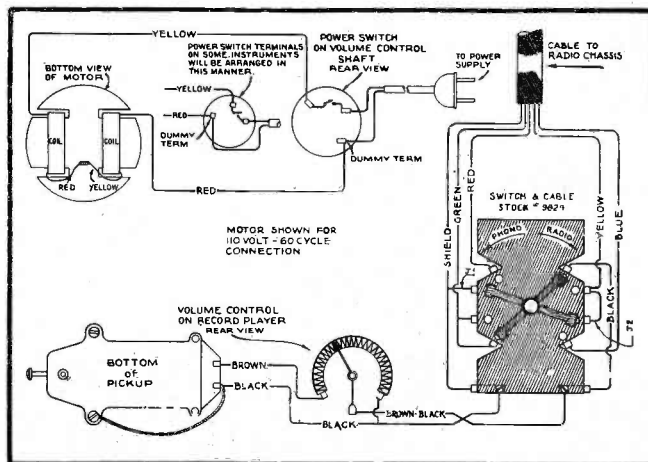 YELLOW
POWER SWITCH TERMINALS
ON SOME INSTRUMENTS
WILL BE ARRANGED IN
THIS MANNER
POWER SWITCH
ON VOLUME CONTROL
SHAFT
REAR VIEW
TO POWER
SUPPLY
CABLE TO
RADIO CHASSIS
BOTTOM VIEW
OF MOTOR
YELLOW
RED
DUMMY
TERM
DUMMY
TERM
COIL
COIL
RED
YELLOW
RED
MOTOR SHOWN FOR
110 VOLT - 60 CYCLE
CONNECTION
SWITCH & CABLE
STOCK # 9829
PHONO
RADIO
SHIELD
GREEN
RED
YELLOW
BLUE
BLACK
J1
J2
VOLUME CONTROL
ON RECORD PLAYER
REAR VIEW
BOTTOM
OF
PICKUP
BROWN
BLACK
BROWN-BLACK
BLACK